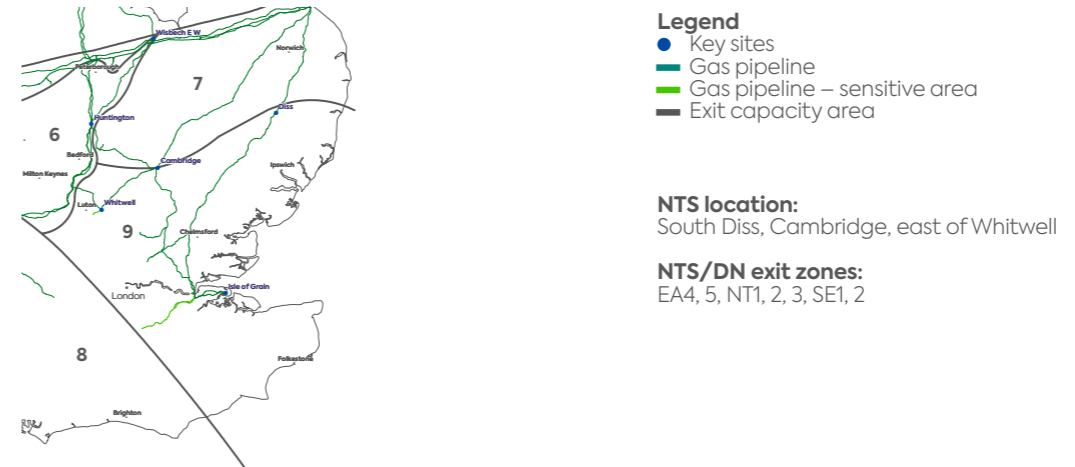 Wisbech E W
Norwich
Peterborough
7
Diss
Huntington
6
Bedford
Cambridge
Ipswich
Milton Keynes
Luton
Whitwell
9
Chelmsford
Isle of Grain
London
8
Folkestone
Brighton
Legend
Key sites
Gas pipeline
Gas pipeline – sensitive area
Exit capacity area
NTS location:
South Diss, Cambridge, east of Whitwell
NTS/DN exit zones:
EA4, 5, NT1, 2, 3, SE1, 2